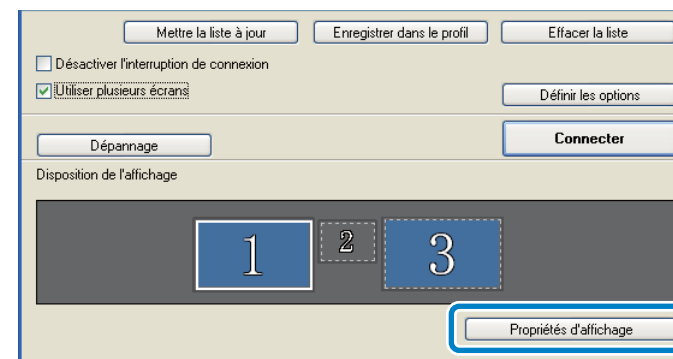 Mettre la liste à jour Enregistrer dans le profil Effacer la liste
Désactiver l'interruption de connexion
Utiliser plusieurs écrans
Définir les options
Dépannage Connecter
Disposition de l'affichage
1 2 3
Propriétés d'affichage